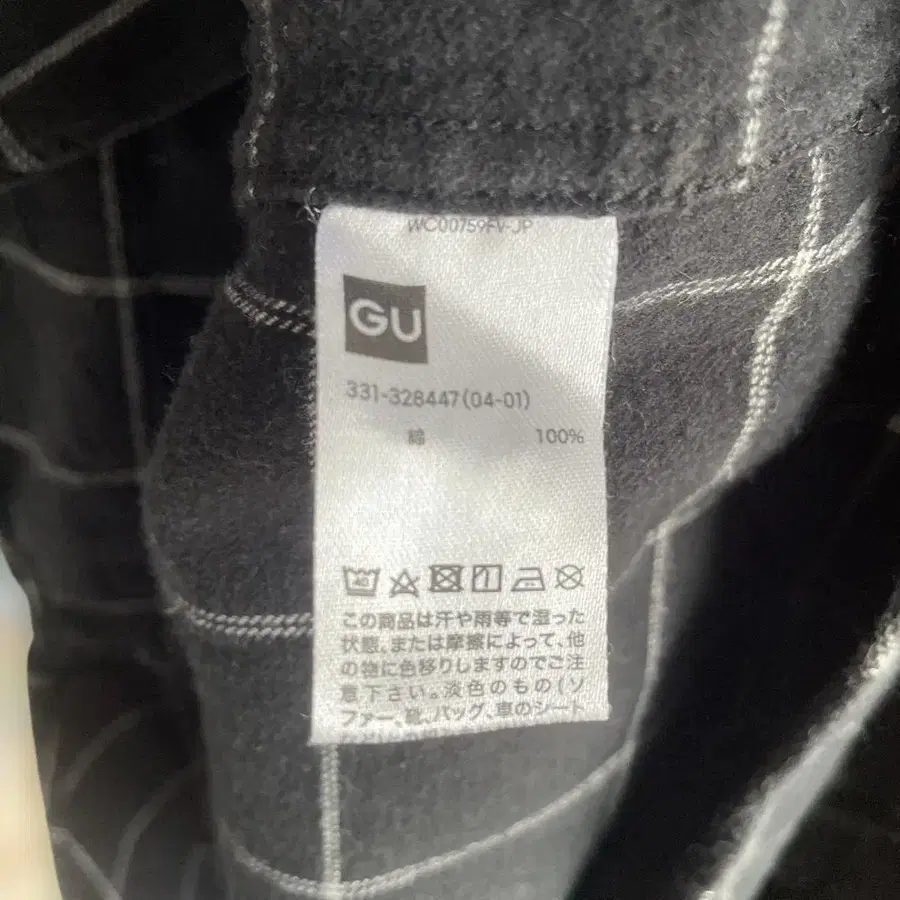 WC00759FV-JP
GU
331-328447(04-01)
綿 100%
40
この商品は汗や雨等で湿った
状態、または摩擦によって、他
の物に色移りしますのでご注
意下さい。淡色のもの(ソ
ファー、靴、バッグ、車のシート